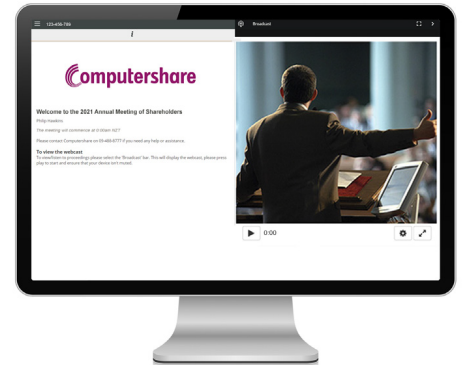 123-456-789
Broadcast
i
Computershare
Welcome to the 2021 Annual Meeting of Shareholders
Philip Hawkins
The meeting will commence at
Please contact Computershare on if you need any help or assistance.
To view the webcast
To view/listen to proceedings please select the 'Broadcast' bar. This will display the webcast, please press
play to start and ensure that your device isn't muted.
0:00